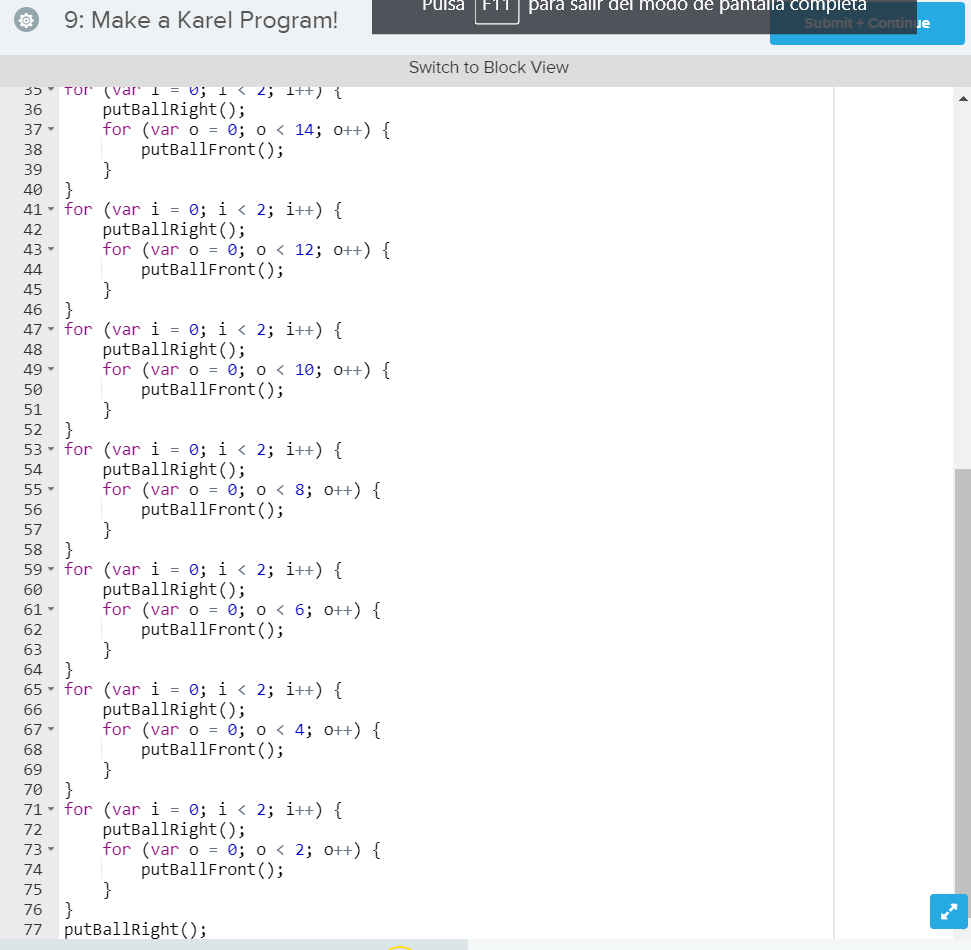 9: Make a Karel Program!
Pulsa F11 para salir del modo de pantalla completa
Submit + Continue
Switch to Block View
35 for (var i = 0; i < 2; i++) {
36 putBallRight();
37 for (var o = 0; o < 14; o++) {
38 putBallFront();
39 }
40 }
41 for (var i = 0; i < 2; i++) {
42 putBallRight();
43 for (var o = 0; o < 12; o++) {
44 putBallFront();
45 }
46 }
47 for (var i = 0; i < 2; i++) {
48 putBallRight();
49 for (var o = 0; o < 10; o++) {
50 putBallFront();
51 }
52 }
53 for (var i = 0; i < 2; i++) {
54 putBallRight();
55 for (var o = 0; o < 8; o++) {
56 putBallFront();
57 }
58 }
59 for (var i = 0; i < 2; i++) {
60 putBallRight();
61 for (var o = 0; o < 6; o++) {
62 putBallFront();
63 }
64 }
65 for (var i = 0; i < 2; i++) {
66 putBallRight();
67 for (var o = 0; o < 4; o++) {
68 putBallFront();
69 }
70 }
71 for (var i = 0; i < 2; i++) {
72 putBallRight();
73 for (var o = 0; o < 2; o++) {
74 putBallFront();
75 }
76 }
77 putBallRight();